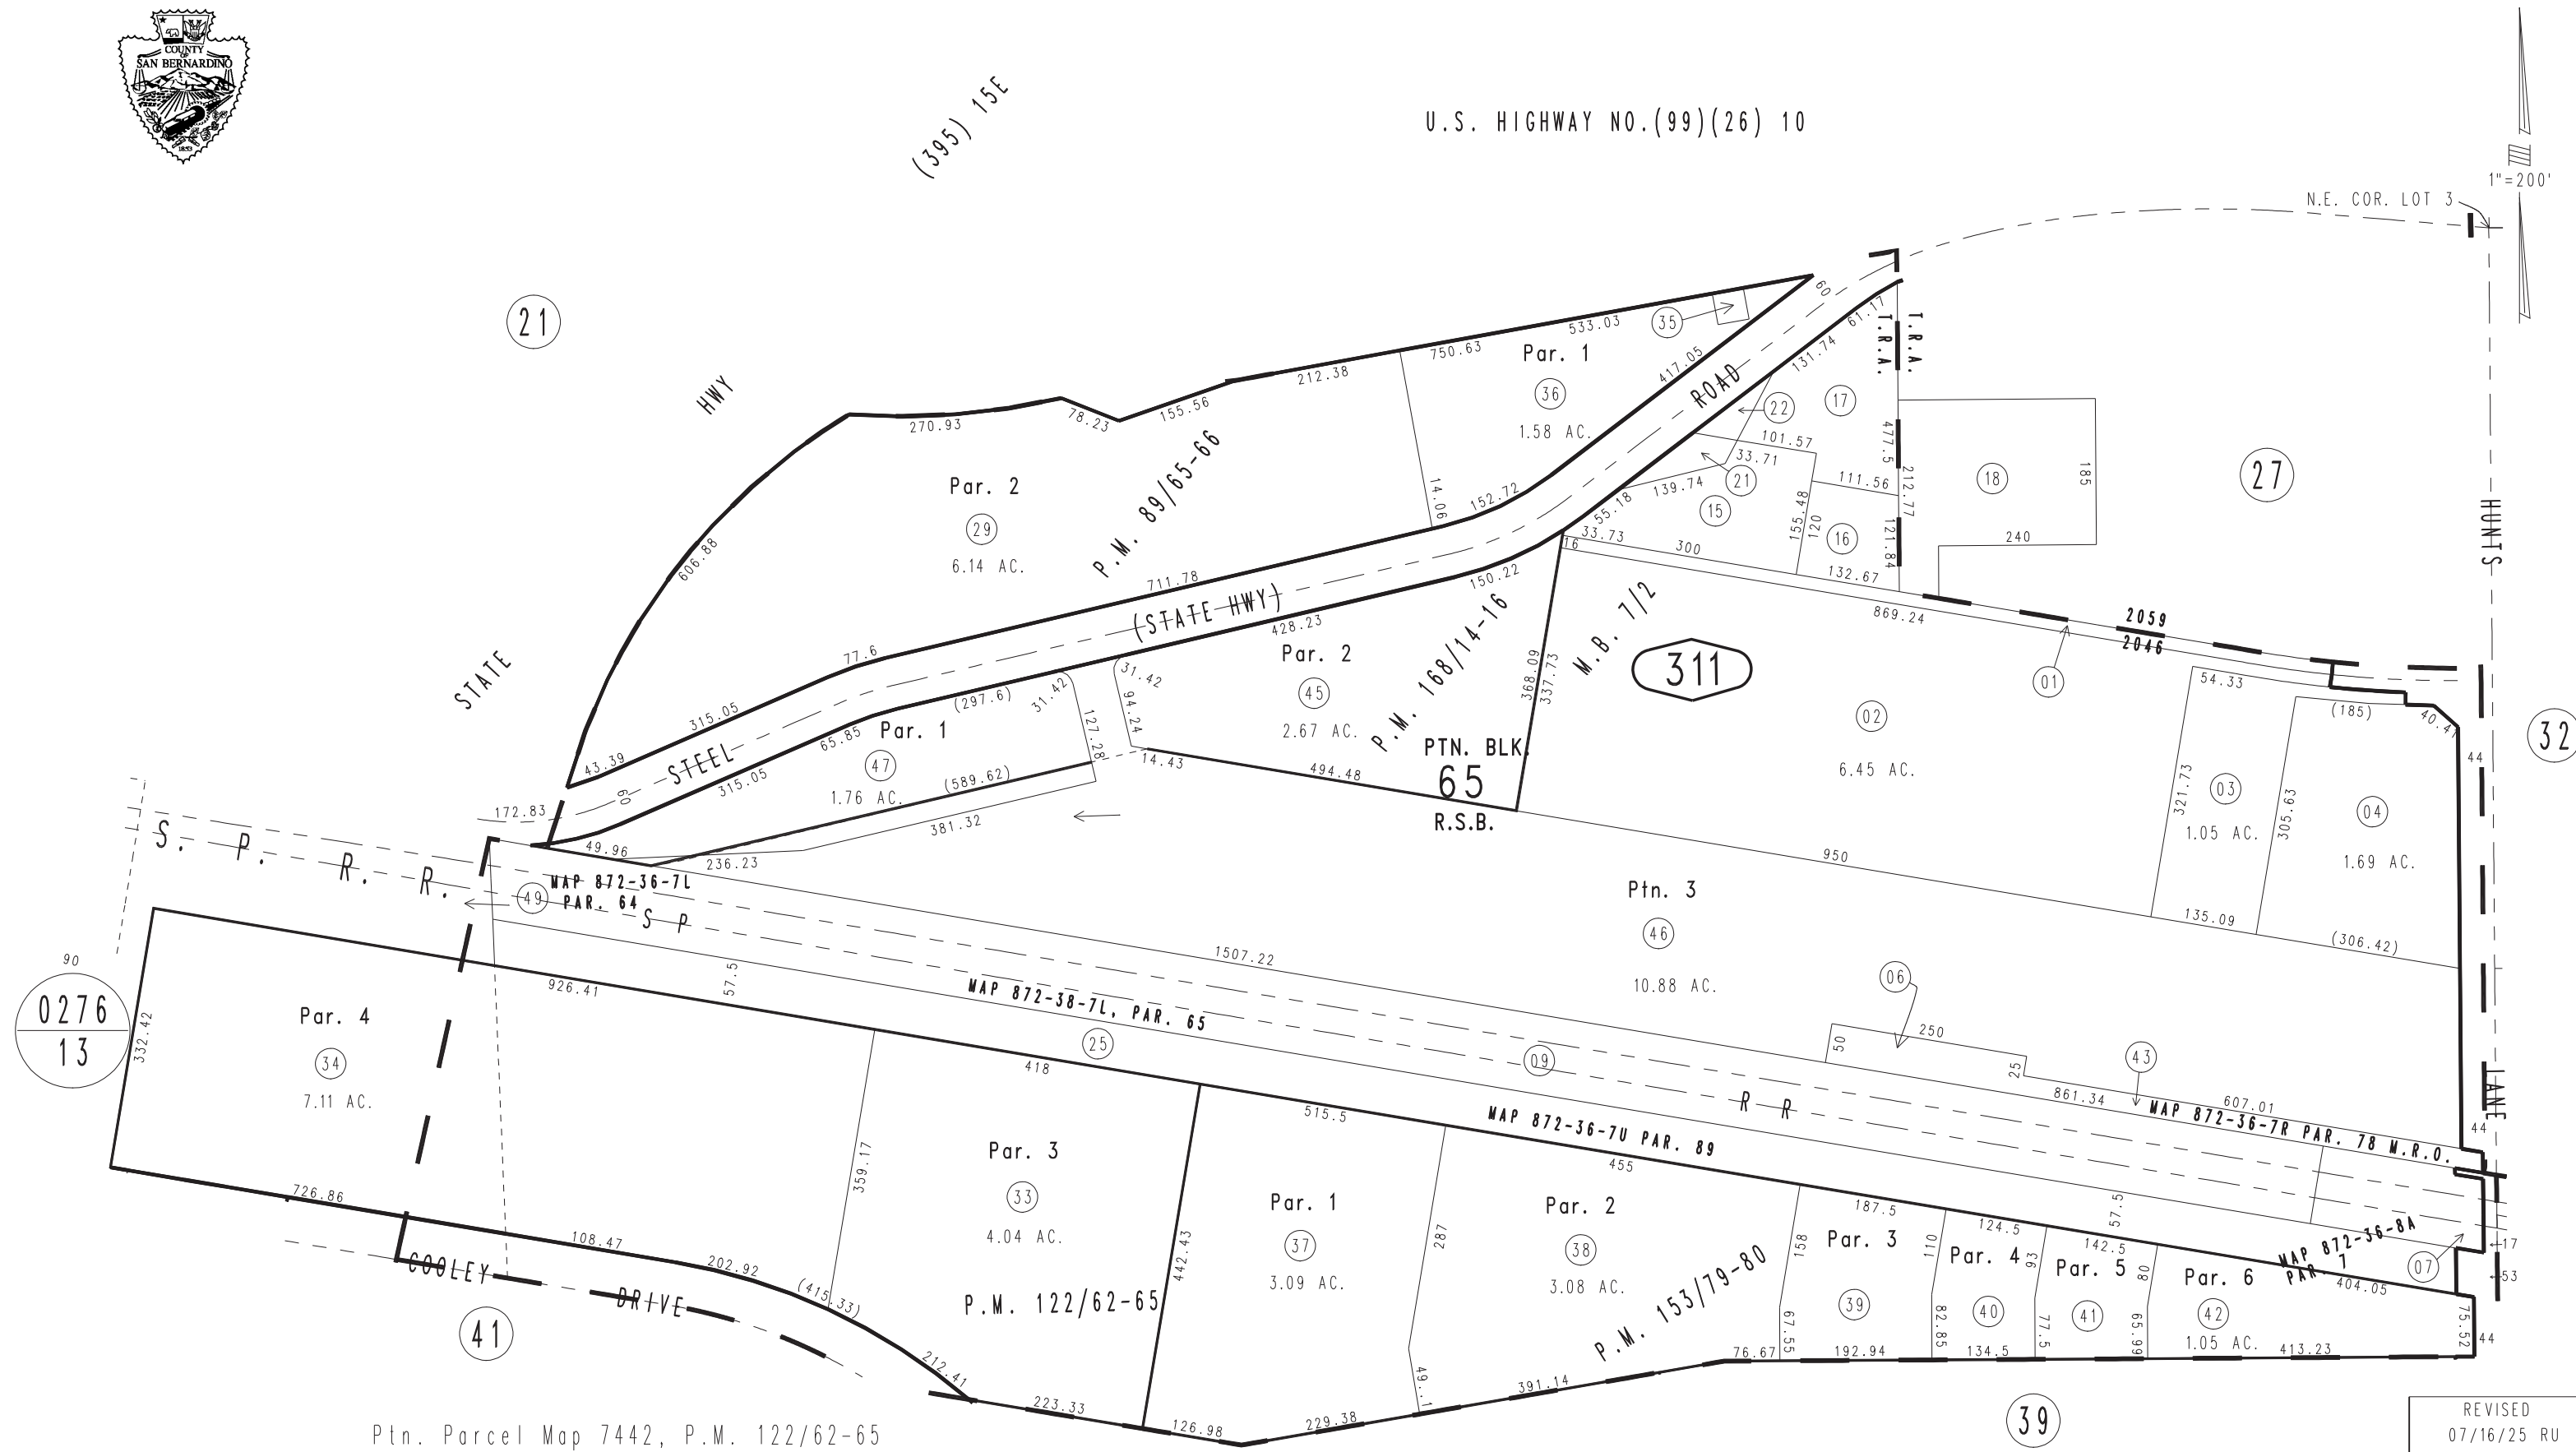 COUNTY
OF
SAN BERNARDINO
1853
(395) 15E
U.S. HIGHWAY NO.(99)(26) 10
1"=200'
N.E. COR. LOT 3
21
HWY
STATE
606.88
270.93
78.23
155.56
212.38
750.63
533.03
35
Par. 1
36
1.58 AC.
417.05
60
ROAD
61.17
131.74
T.R.A.
T.R.A.
Par. 2
29
6.14 AC.
P.M. 89/65-66
14.06
152.72
711.78
(STATE HWY)
77.6
315.05
43.39
STEEL
60
22
17
101.57
33.71
21
139.74
15
55.18
33.73
16
300
155.48
120
111.56
16
132.67
477.5
212.77
121.84
18
185
240
27
HUNTS
869.24
2059
2046
01
150.22
428.23
Par. 2
45
2.67 AC.
31.42
94.24
14.43
494.48
P.M. 168/14-16
368.09
337.73
M.B. 7/2
311
PTN. BLK.
65
R.S.B.
02
6.45 AC.
54.33
321.73
03
1.05 AC.
135.09
(185)
40.47
305.63
04
1.69 AC.
(306.42)
44
32
(297.6)
31.42
127.28
65.85
Par. 1
47
1.76 AC.
(589.62)
315.05
381.32
172.83
49.96
236.23
S. P. R. R.
49
MAP 872-36-7L
PAR. 64
S P
950
Ptn. 3
46
10.88 AC.
1507.22
06
50
250
25
43
861.34
607.01
MAP 872-36-7R PAR. 78 M.R.O.
LANE
44
90
0276
13
332.42
Par. 4
34
7.11 AC.
926.41
57.5
MAP 872-38-7L, PAR. 65
25
09
R R
418
515.5
MAP 872-36-7U PAR. 89
455
187.5
124.5
142.5
57.5
MAP 872-36-8A
PAR. 7
07
404.05
17
53
75.52
44
726.86
108.47
202.92
(415.33)
212.41
359.17
Par. 3
33
4.04 AC.
P.M. 122/62-65
442.43
Par. 1
37
3.09 AC.
287
49.1
Par. 2
38
3.08 AC.
P.M. 153/79-80
158
67.55
Par. 3
39
110
82.85
Par. 4
40
93
77.5
Par. 5
41
80
65.99
Par. 6
42
1.05 AC.
COOLEY
DRIVE
41
223.33
126.98
229.38
391.14
76.67
192.94
134.5
413.23
39
Ptn. Parcel Map 7442, P.M. 122/62-65
REVISED
07/16/25 RU